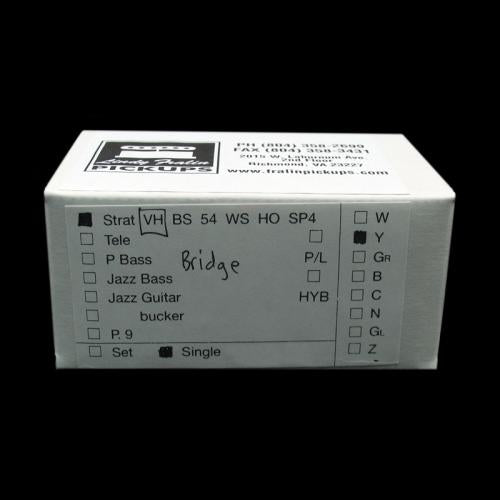 Lindy Fralin
PICKUPS
PH (804) 358-2699
FAX (804) 358-3431
2015 W. Laburnum Ave
2nd Floor
Richmond, VA 23227
www.fralinpickups.com
Strat VH BS 54 WS HO SP4
Tele
P Bass Bridge P/L
Jazz Bass
Jazz Guitar HYB
bucker
P. 9
Set Single
W
Y
GR
B
C
N
GL
Z